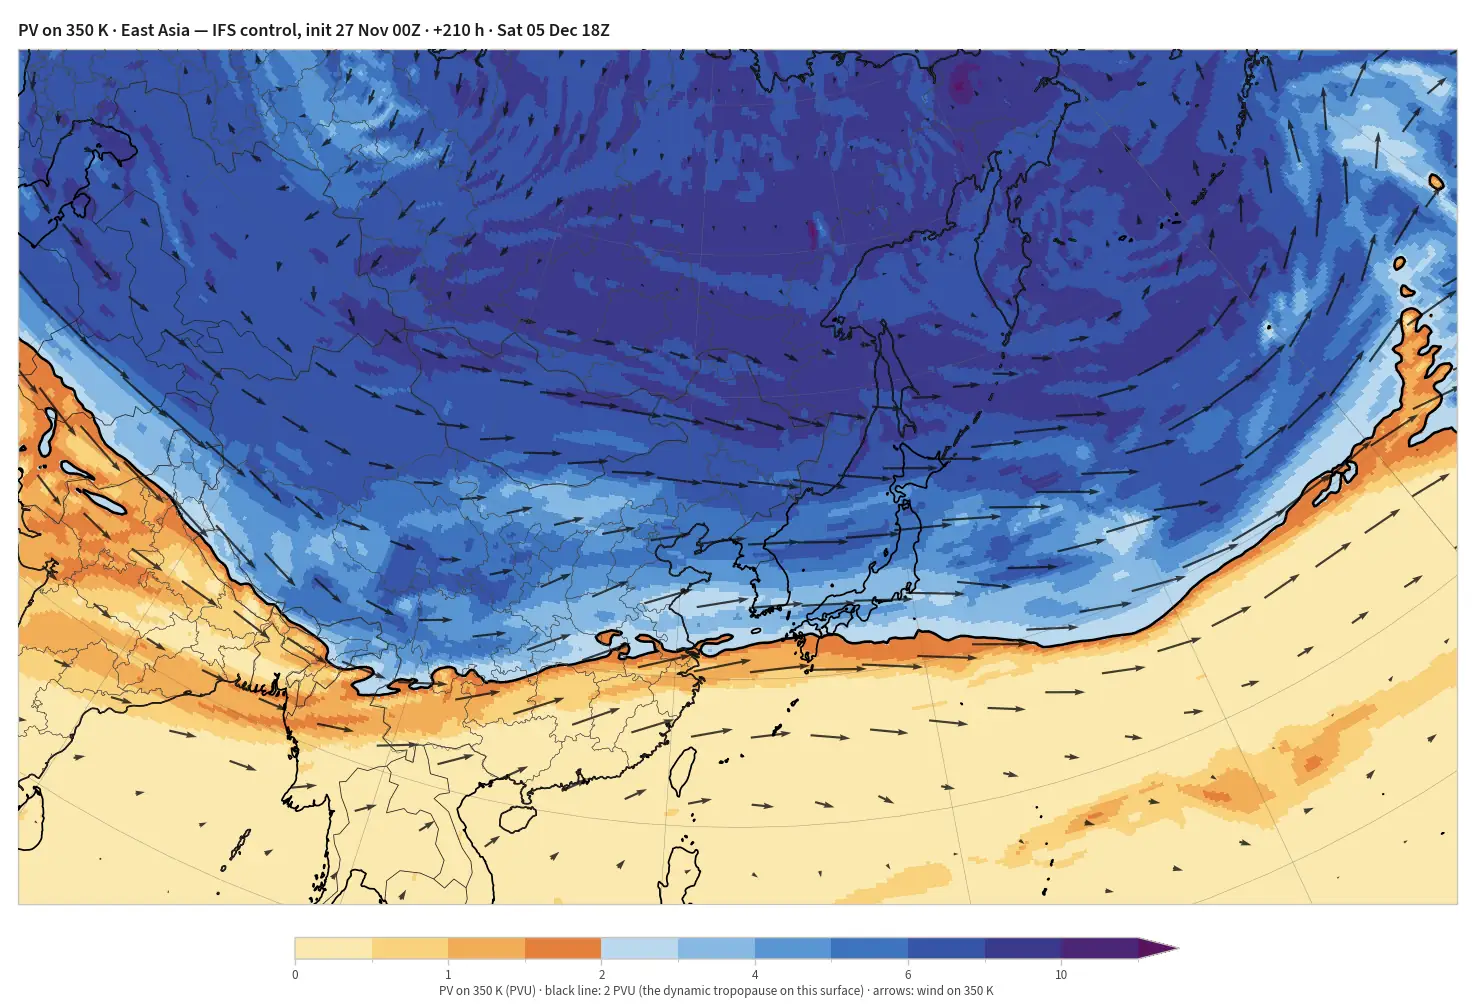 PV on 350 K · East Asia — IFS control, init 27 Nov 00Z · +210 h · Sat 05 Dec 18Z
0 1 2 4 6 10
PV on 350 K (PVU) · black line: 2 PVU (the dynamic tropopause on this surface) · arrows: wind on 350 K